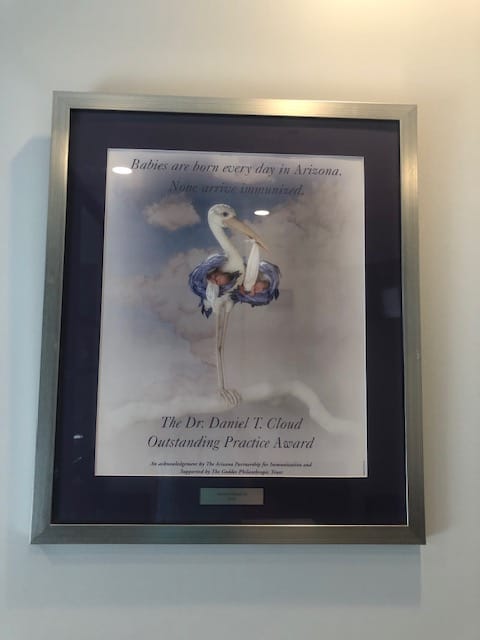 Babies are born every day in Arizona.
None arrive immunized.
The Dr. Daniel T. Cloud
Outstanding Practice Award
An acknowledgement by The Arizona Partnership for Immunization and
Supported by The Geddes Philanthropic Trust